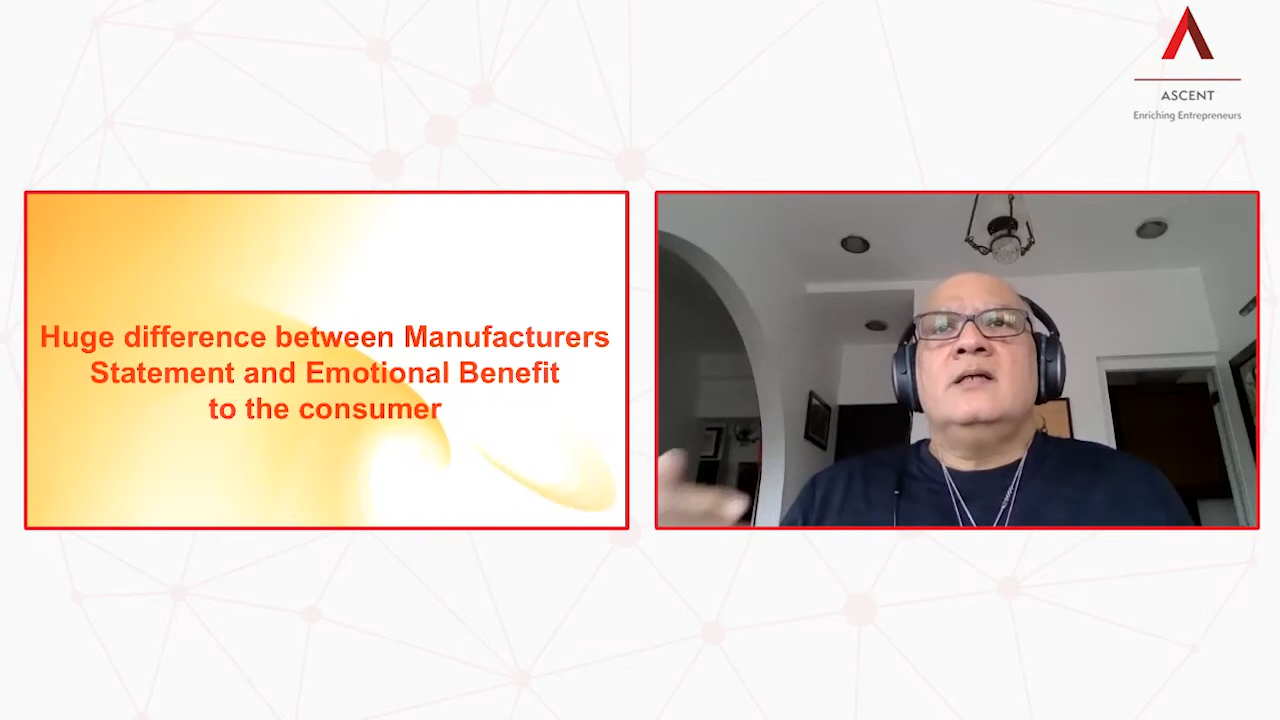 ASCENT
Enriching Entrepreneurs
Huge difference between Manufacturers
Statement and Emotional Benefit
to the consumer